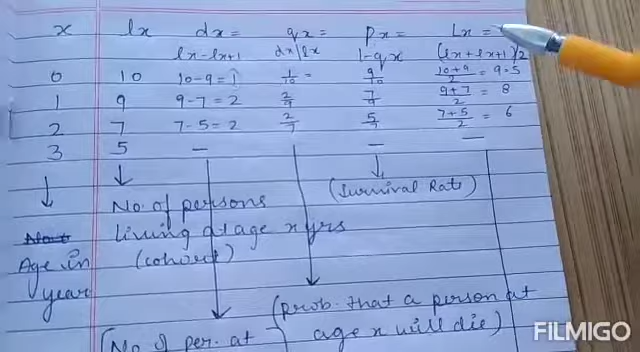 x lx dx = qx = px = Lx =
lx-lx+1 dx/lx 1-qx (lx+lx+1)/2
0 10 10-9=1 1/10 = 9/10 10+9/2 = 9.5
1 9 9-7=2 2/9 7/9 9+7/2 = 8
2 7 7-5=2 2/7 5/7 7+5/2 = 6
3 5 - - - -
No. of persons (Survival Rate)
living at age x yrs
Age in (cohort)
year
(prob. that a person at
(No. of per. at age x will die)
FILMIGO